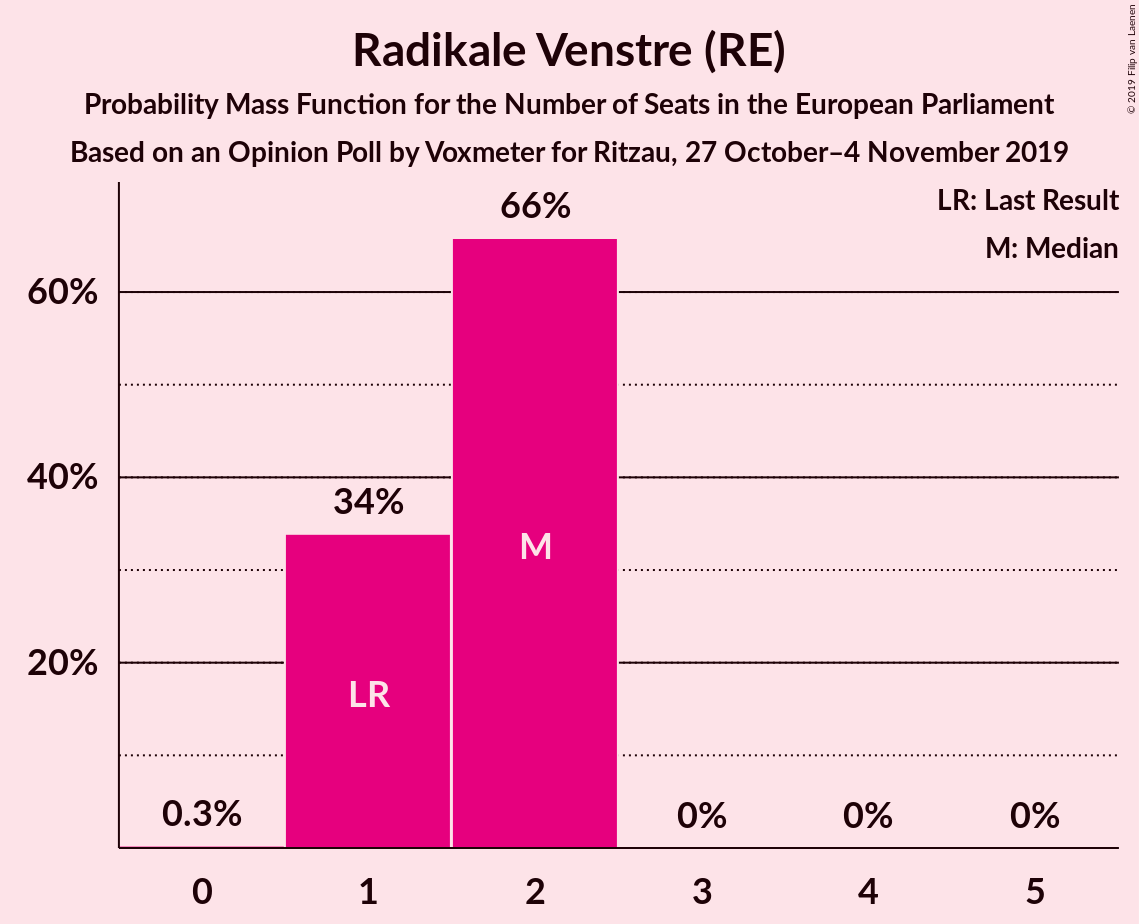 Radikale Venstre (RE)
Probability Mass Function for the Number of Seats in the European Parliament
Based on an Opinion Poll by Voxmeter for Ritzau, 27 October–4 November 2019
© 2019 Filip van Laenen
LR: Last Result
M: Median
66%
60%
40%
34%
M
20%
LR
0.3%
0%
0%
0%
0
1
2
3
4
5